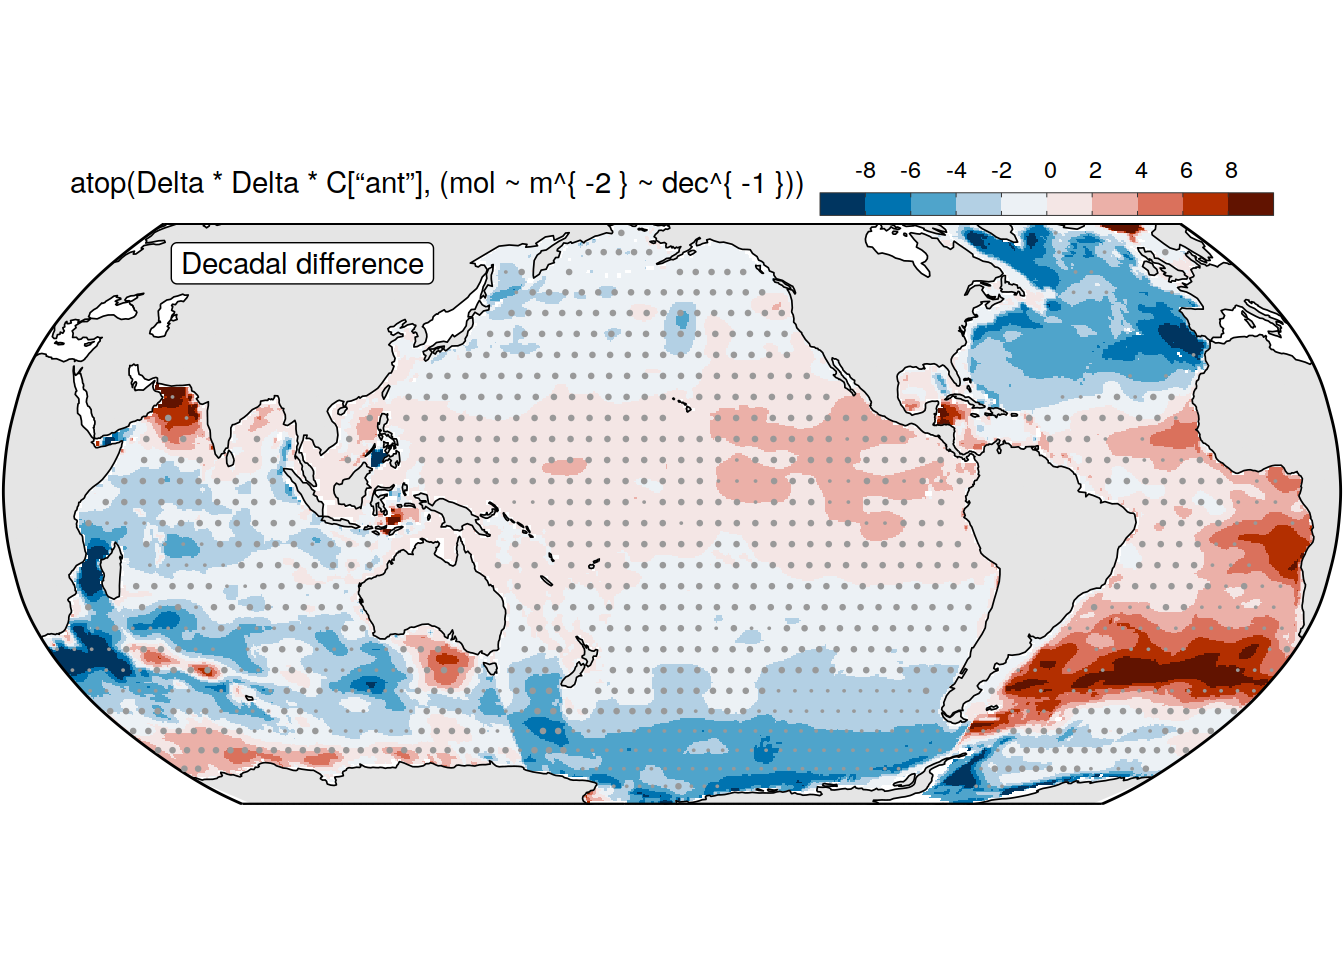 atop(Delta * Delta * C[“ant”], (mol ~ m^{ -2 } ~ dec^{ -1 }))
-8 -6 -4 -2 0 2 4 6 8
Decadal difference